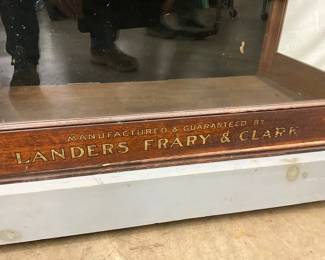 MANUFACTURED & GUARANTEED BY
LANDERS FRARY & CLARK